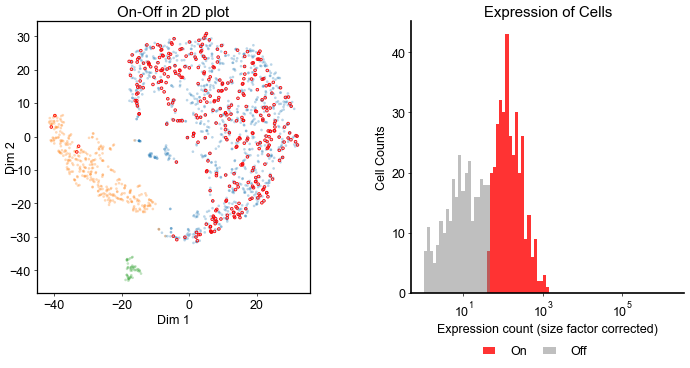 On-Off in 2D plot
30
20
10
0
−10
−20
−30
−40
Dim 2
−40
−20
0
20
Dim 1
Expression of Cells
40
30
20
10
0
Cell Counts
10^1
10^3
10^5
Expression count (size factor corrected)
On
Off